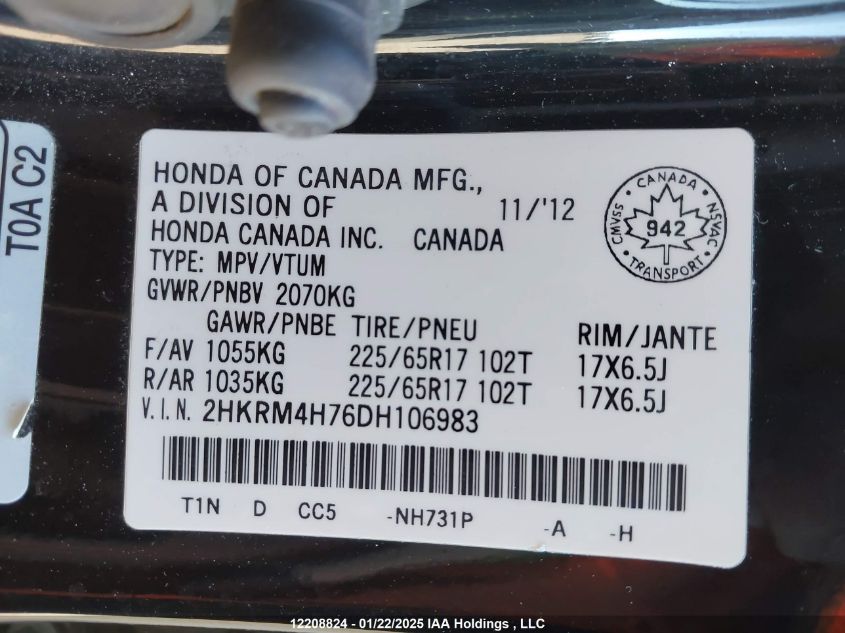 T0A C2
HONDA OF CANADA MFG.,
A DIVISION OF 11/'12
HONDA CANADA INC. CANADA
TYPE: MPV/VTUM
GVWR/PNBV 2070KG
GAWR/PNBE TIRE/PNEU RIM/JANTE
F/AV 1055KG 225/65R17 102T 17X6.5J
R/AR 1035KG 225/65R17 102T 17X6.5J
V.I.N. 2HKRM4H76DH106983
T1N D CC5 -NH731P -A -H
CANADA
CMVSS 942 NSVAC
TRANSPORT
12208824 - 01/22/2025 IAA Holdings , LLC